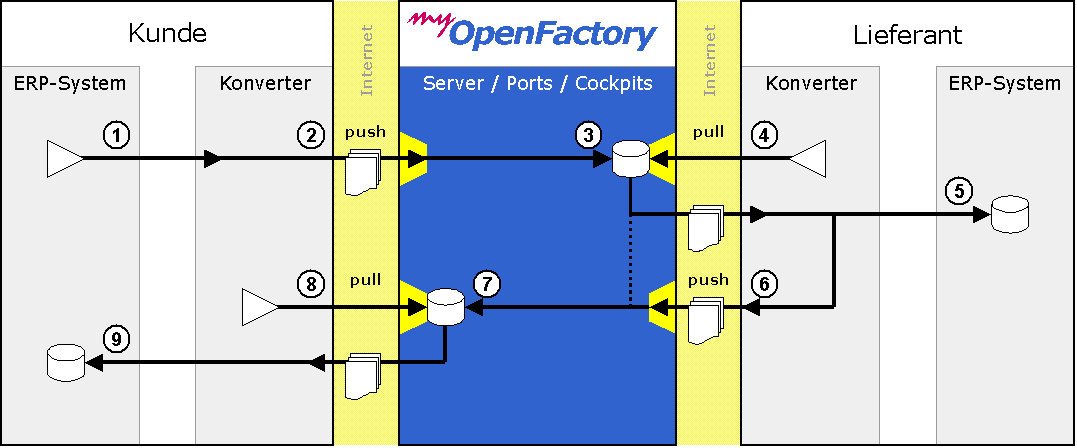 Kunde
myOpenFactory
Lieferant
ERP-System
Konverter
Internet
Server / Ports / Cockpits
Internet
Konverter
ERP-System
1
2
push
3
pull
4
5
8
pull
7
push
6
9